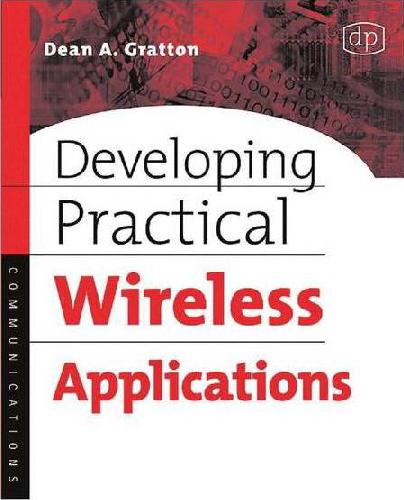 Dean A. Gratton
dp
Developing
Practical
Wireless
Applications
COMMUNICATIONS